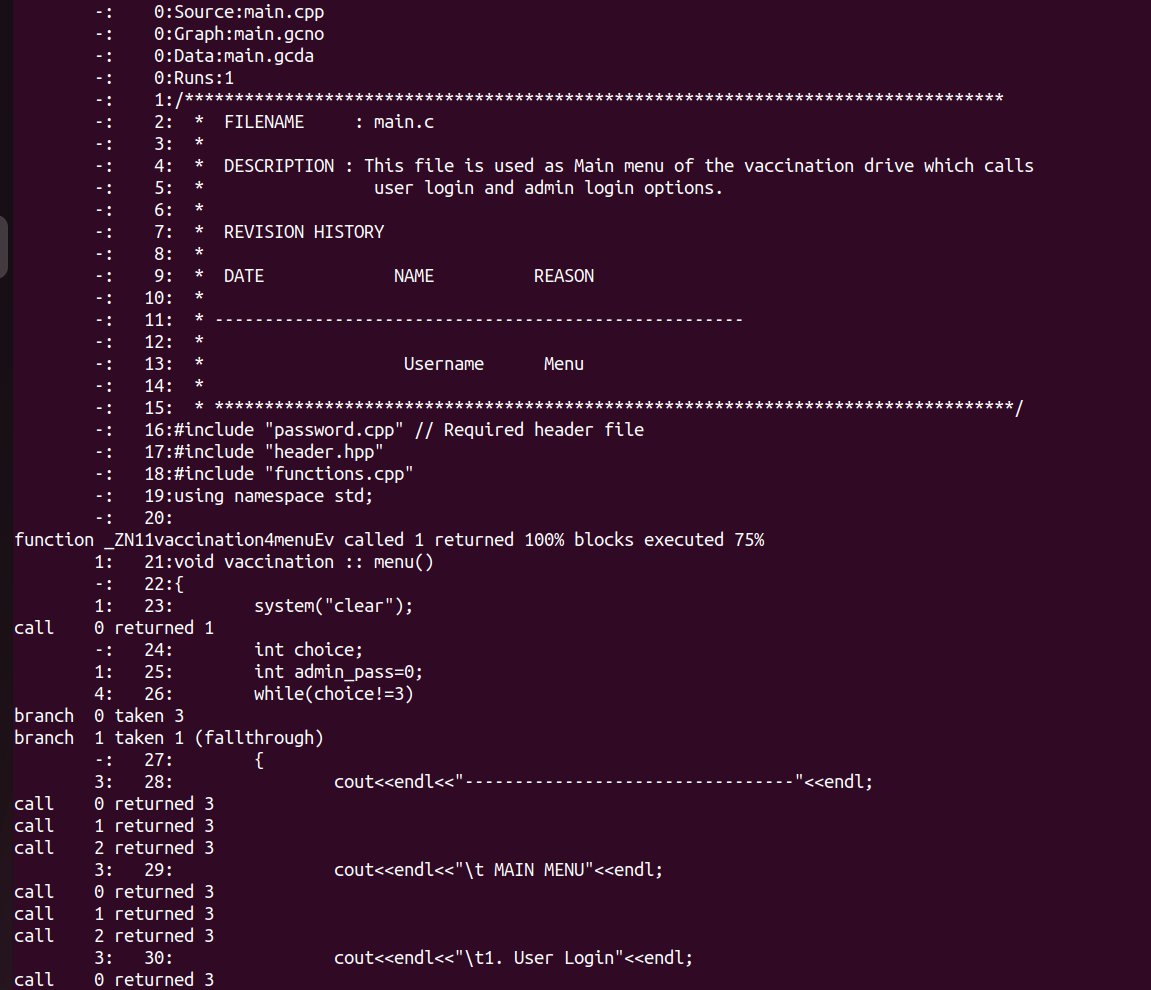 -:    0:Source:main.cpp
-:    0:Graph:main.gcno
-:    0:Data:main.gcda
-:    0:Runs:1
-:    1:/**********************************************************************************
-:    2:  *  FILENAME     : main.c
-:    3:  *
-:    4:  *  DESCRIPTION : This file is used as Main menu of the vaccination drive which calls
-:    5:  *                 user login and admin login options.
-:    6:  *
-:    7:  *  REVISION HISTORY
-:    8:  *
-:    9:  *  DATE             NAME          REASON
-:   10:  *
-:   11:  * -----------------------------------------------------
-:   12:  *
-:   13:  *                    Username      Menu
-:   14:  *
-:   15:  * ********************************************************************************/
-:   16:#include "password.cpp" // Required header file
-:   17:#include "header.hpp"
-:   18:#include "functions.cpp"
-:   19:using namespace std;
-:   20:
function _ZN11vaccination4menuEv called 1 returned 100% blocks executed 75%
1:   21:void vaccination :: menu()
-:   22:{
1:   23:        system("clear");
call    0 returned 1
-:   24:        int choice;
1:   25:        int admin_pass=0;
4:   26:        while(choice!=3)
branch  0 taken 3
branch  1 taken 1 (fallthrough)
-:   27:        {
3:   28:                cout<<endl<<"---------------------------------"<<endl;
call    0 returned 3
call    1 returned 3
call    2 returned 3
3:   29:                cout<<endl<<"\t MAIN MENU"<<endl;
call    0 returned 3
call    1 returned 3
call    2 returned 3
3:   30:                cout<<endl<<"\t1. User Login"<<endl;
call    0 returned 3